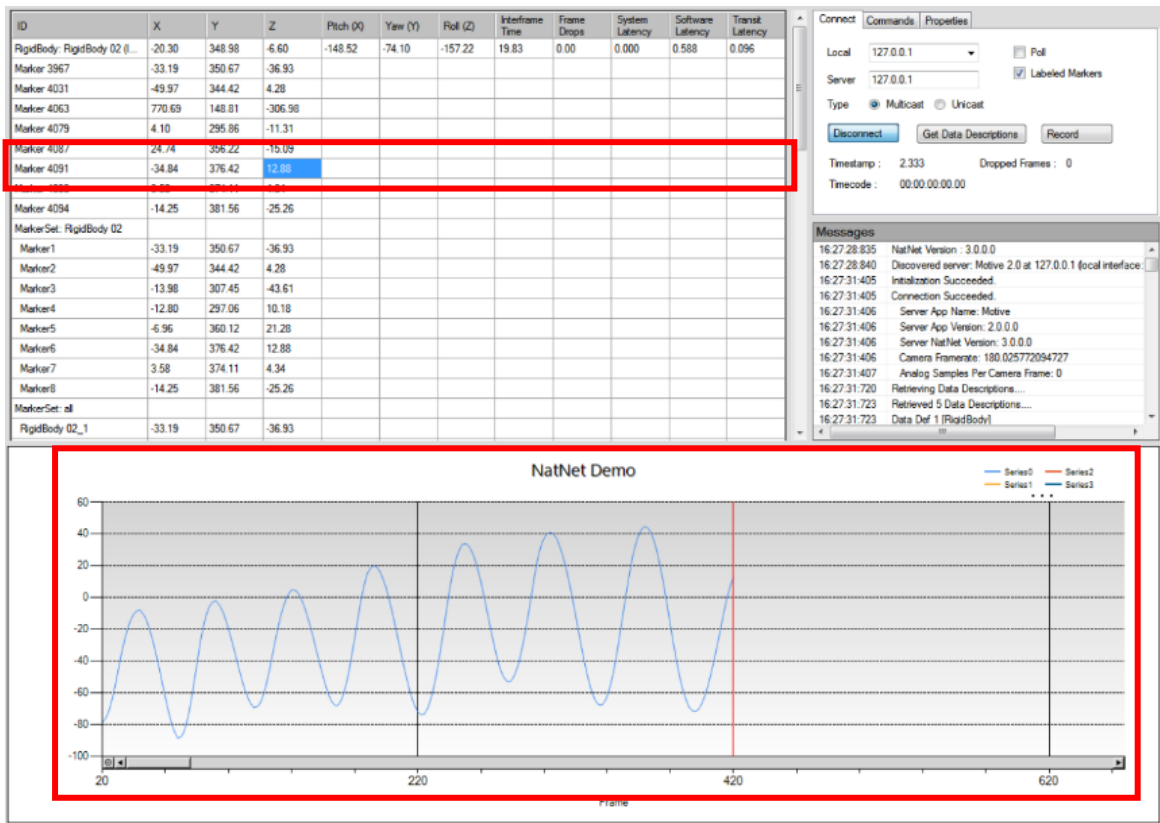 ID X Y Z Pitch (X) Yaw (Y) Roll (Z) Interframe Time Frame Drops System Latency Software Latency Transit Latency
RigidBody: RigidBody 02 (I... -20.30 348.98 -6.60 -148.52 -74.10 -157.22 19.83 0.00 0.000 0.588 0.096
Marker 3967 -33.19 350.67 -36.93
Marker 4031 -49.97 344.42 4.28
Marker 4063 770.69 148.81 -306.98
Marker 4079 4.10 295.86 -11.31
Marker 4087 24.74 356.22 -15.09
Marker 4091 -34.84 376.42 12.88
Marker 4094 -14.25 381.56 -25.26
MarkerSet: RigidBody 02
Marker1 -33.19 350.67 -36.93
Marker2 -49.97 344.42 4.28
Marker3 -13.98 307.45 -43.61
Marker4 -12.80 297.06 10.18
Marker5 -6.96 360.12 21.28
Marker6 -34.84 376.42 12.88
Marker7 3.58 374.11 4.34
Marker8 -14.25 381.56 -25.26
MarkerSet: all
RigidBody 02_1 -33.19 350.67 -36.93
Connect Commands Properties
Local 127.0.0.1 Poll
Server 127.0.0.1 Labeled Markers
Type Multicast Unicast
Disconnect Get Data Descriptions Record
Timestamp : 2.333 Dropped Frames : 0
Timecode : 00:00:00:00.00
Messages
16:27:28:835 NatNet Version : 3.0.0.0
16:27:28:840 Discovered server: Motive 2.0 at 127.0.0.1 (local interface:
16:27:31:405 Initialization Succeeded.
16:27:31:405 Connection Succeeded.
16:27:31:406 Server App Name: Motive
16:27:31:406 Server App Version: 2.0.0.0
16:27:31:406 Server NatNet Version: 3.0.0.0
16:27:31:406 Camera Framerate: 180.025772094727
16:27:31:407 Analog Samples Per Camera Frame: 0
16:27:31:720 Retrieving Data Descriptions....
16:27:31:723 Retrieved 5 Data Descriptions....
16:27:31:723 Data Def 1 [RigidBody]
NatNet Demo
Series0 Series2
Series1 Series3
...
60
40
20
0
-20
-40
-60
-80
-100
20 220 420 620
Frame